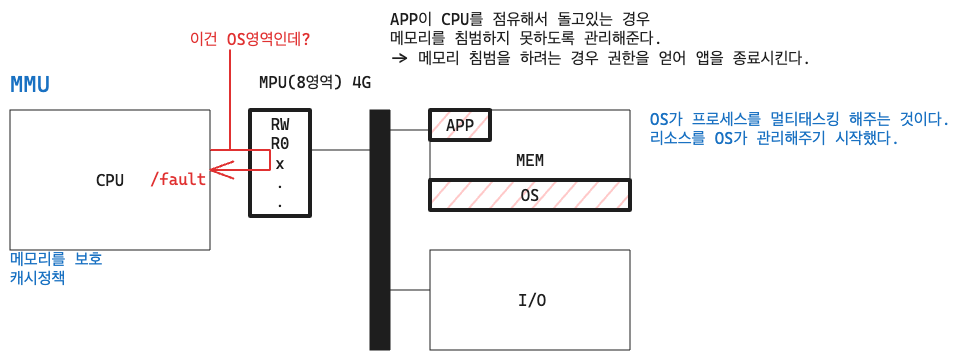 APP이 CPU를 점유해서 돌고있는 경우
메모리를 침범하지 못하도록 관리해준다.
→ 메모리 침범을 하려는 경우 권한을 얻어 앱을 종료시킨다.
이건 OS영역인데?
MMU
MPU(8영역) 4G
RW
R0
x
.
.
CPU
/fault
APP
MEM
OS
OS가 프로세스를 멀티태스킹 해주는 것이다.
리소스를 OS가 관리해주기 시작했다.
메모리를 보호
캐시정책
I/O